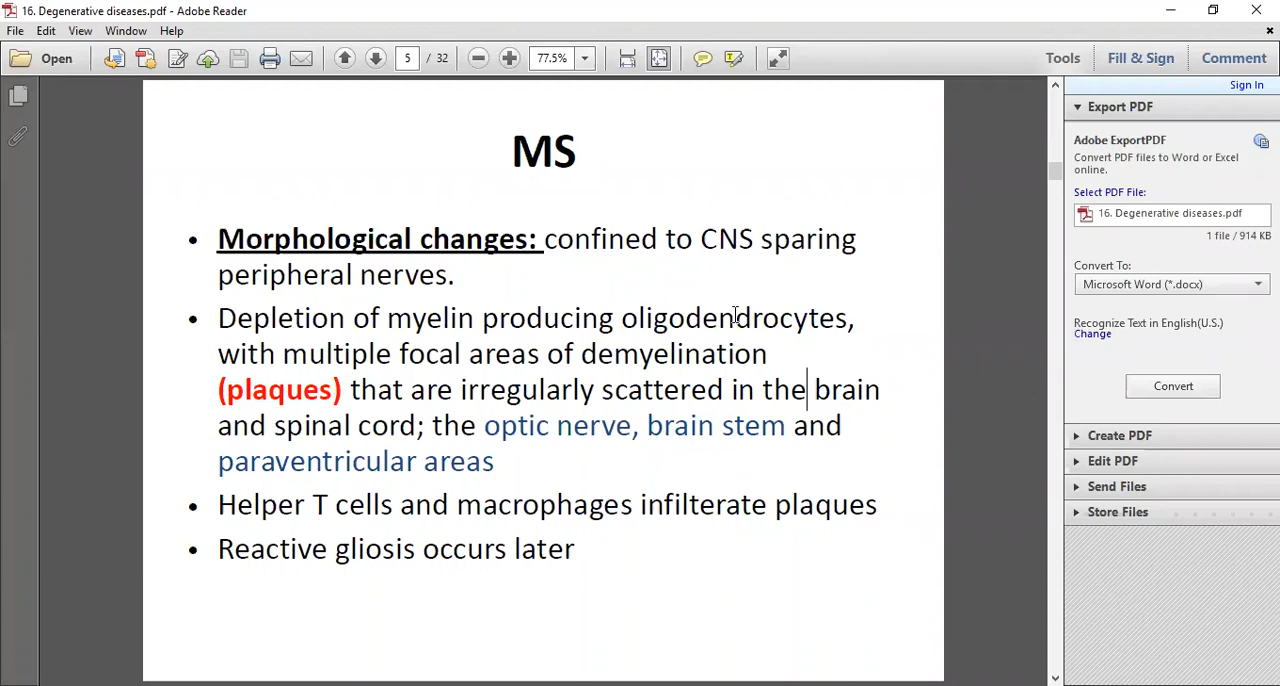 16. Degenerative diseases.pdf - Adobe Reader
File Edit View Window Help
Open 5 / 32 77.5% Tools Fill & Sign Comment
Sign In
Export PDF
Adobe ExportPDF
Convert PDF files to Word or Excel
online.
Select PDF File:
16. Degenerative diseases.pdf
1 file / 914 KB
Convert To:
Microsoft Word (*.docx)
Recognize Text in English(U.S.)
Change
Convert
Create PDF
Edit PDF
Send Files
Store Files
MS
• Morphological changes: confined to CNS sparing
peripheral nerves.
• Depletion of myelin producing oligodendrocytes,
with multiple focal areas of demyelination
(plaques) that are irregularly scattered in the brain
and spinal cord; the optic nerve, brain stem and
paraventricular areas
• Helper T cells and macrophages infilterate plaques
• Reactive gliosis occurs later